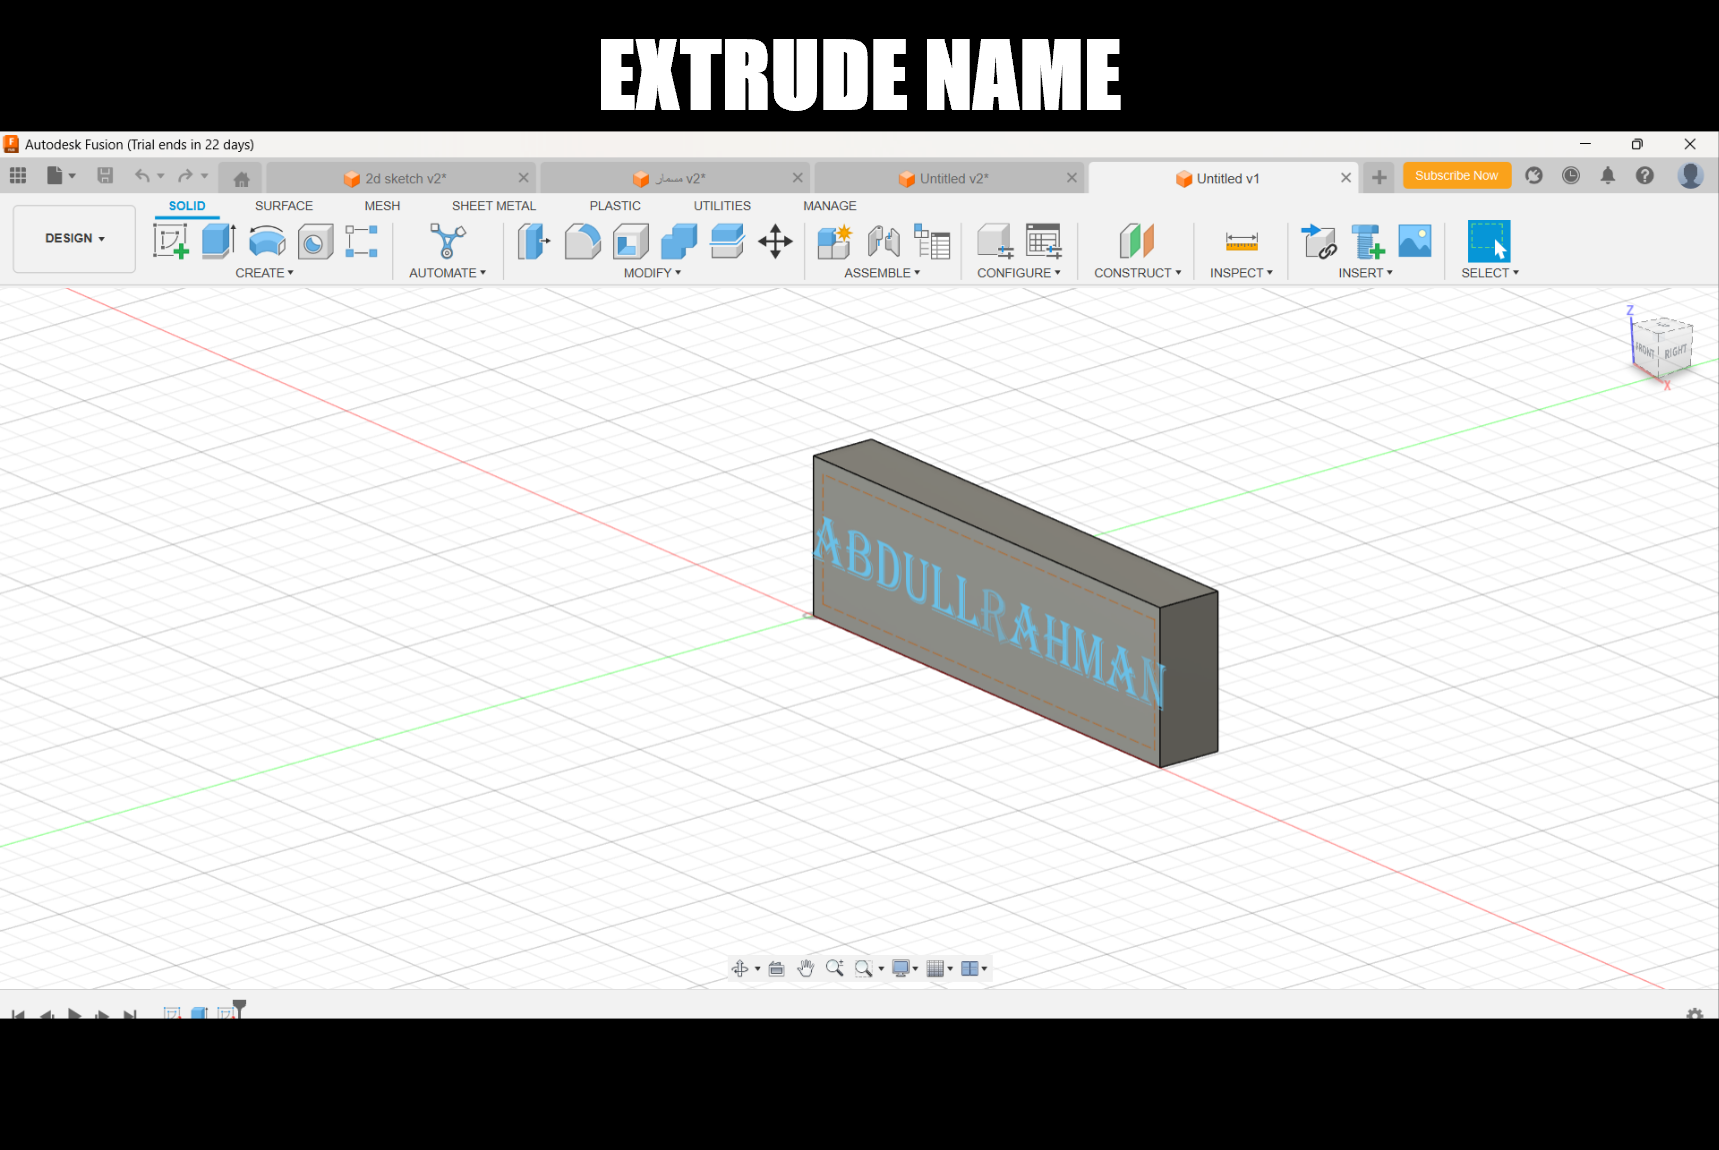 EXTRUDE NAME
Autodesk Fusion (Trial ends in 22 days)
2d sketch v2*
مسمار v2*
Untitled v2*
Untitled v1
Subscribe Now
DESIGN
SOLID
SURFACE
MESH
SHEET METAL
PLASTIC
UTILITIES
MANAGE
CREATE
AUTOMATE
MODIFY
ASSEMBLE
CONFIGURE
CONSTRUCT
INSPECT
INSERT
SELECT
Z
FRONT
RIGHT
X
ABDULLRAHMAN